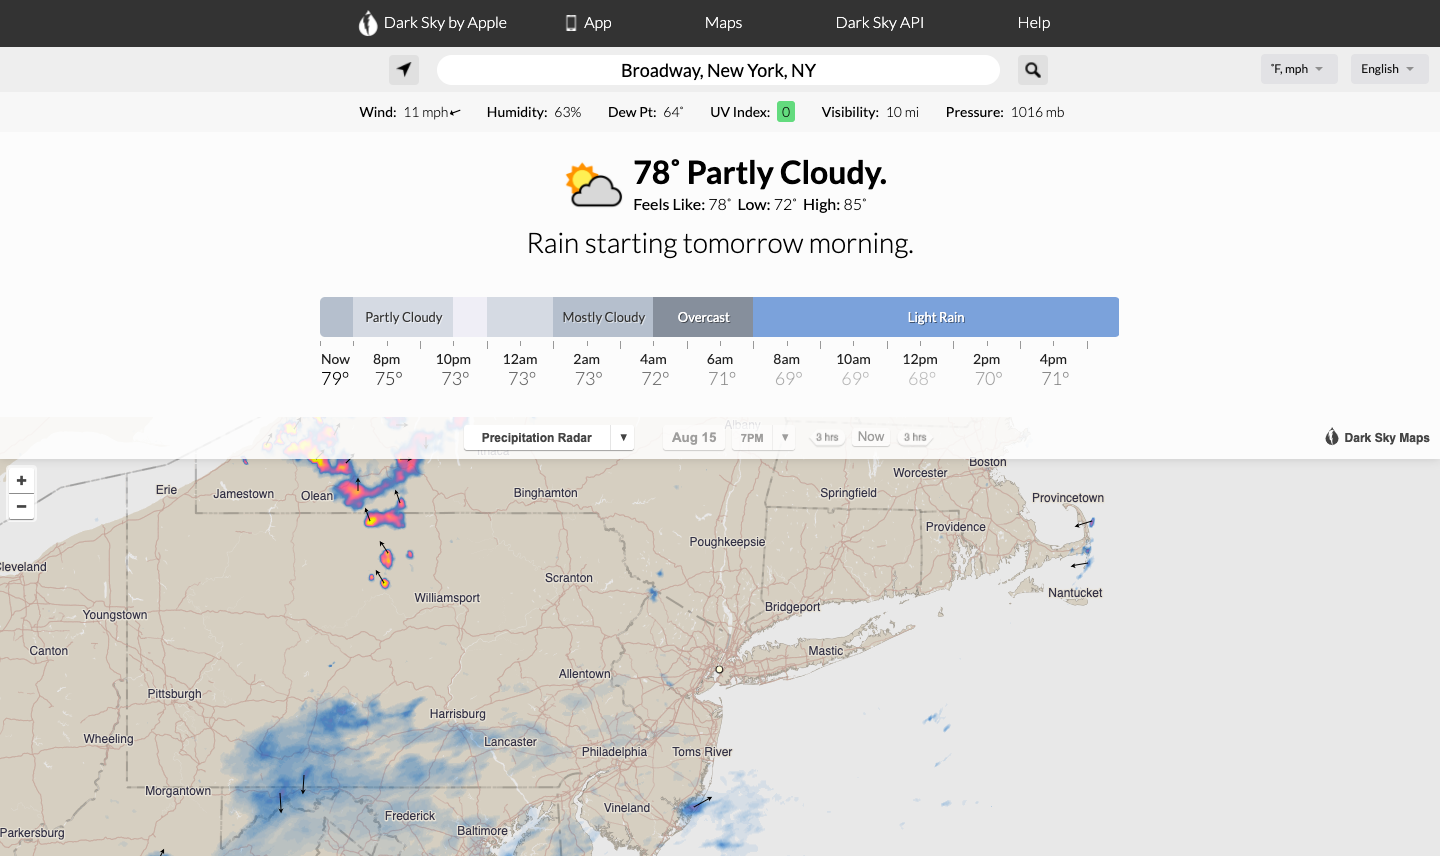 Dark Sky by Apple App Maps Dark Sky API Help
Broadway, New York, NY ˚F, mph English
Wind: 11 mph Humidity: 63% Dew Pt: 64˚ UV Index: 0 Visibility: 10 mi Pressure: 1016 mb
78˚ Partly Cloudy.
Feels Like: 78˚ Low: 72˚ High: 85˚
Rain starting tomorrow morning.
Partly Cloudy Mostly Cloudy Overcast Light Rain
Now 8pm 10pm 12am 2am 4am 6am 8am 10am 12pm 2pm 4pm
79° 75° 73° 73° 73° 72° 71° 69° 69° 68° 70° 71°
Albany
Precipitation Radar ▼ Aug 15 7PM ▼ 3 hrs Now 3 hrs Dark Sky Maps
Ithaca
Boston
Worcester
+
Erie Jamestown Olean Binghamton Springfield Provincetown
−
Providence
Poughkeepsie
Cleveland Scranton
Williamsport Nantucket
Youngstown Bridgeport
Canton Mastic
Allentown
Pittsburgh
Harrisburg
Wheeling Lancaster Philadelphia Toms River
Morgantown
Frederick Vineland
Parkersburg Baltimore